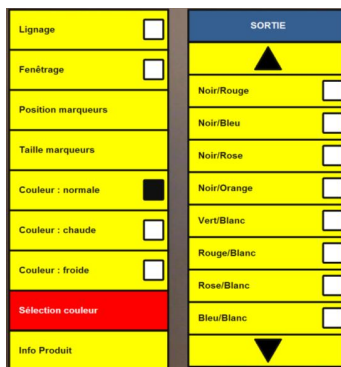 Lignage
Fenêtrage
Position marqueurs
Taille marqueurs
Couleur : normale
Couleur : chaude
Couleur : froide
Sélection couleur
Info Produit
SORTIE
Noir/Rouge
Noir/Bleu
Noir/Rose
Noir/Orange
Vert/Blanc
Rouge/Blanc
Rose/Blanc
Bleu/Blanc